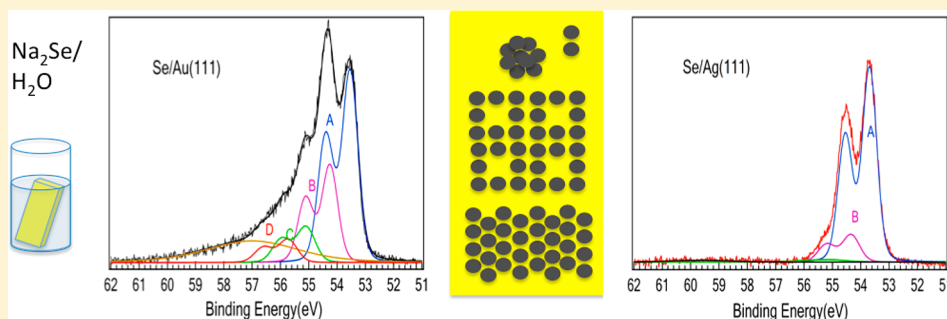 Na2Se/
H2O
Se/Au(111)
A
B
C
D
62 61 60 59 58 57 56 55 54 53 52 51
Binding Energy(eV)
Se/Ag(111)
A
B
62 61 60 59 58 57 56 55 54 53 52 51
Binding Energy(eV)